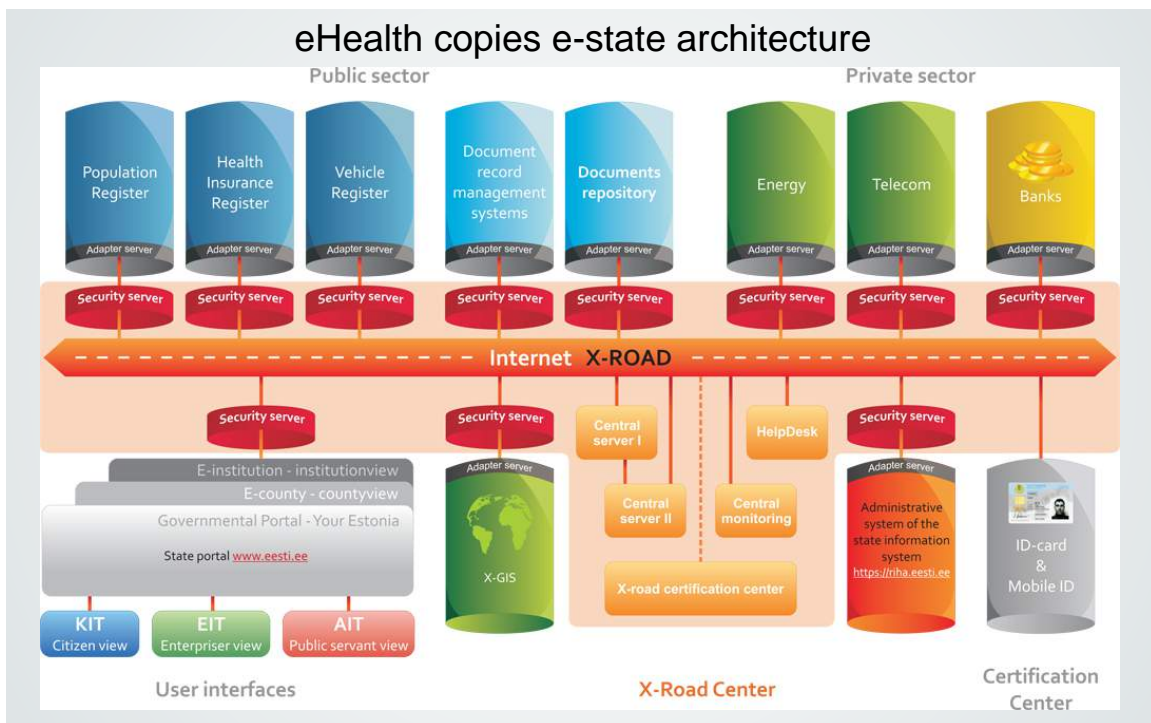 eHealth copies e-state architecture
Public sector
Private sector
Population
Register
Health
Insurance
Register
Vehicle
Register
Document
record
management
systems
Documents
repository
Energy
Telecom
Banks
Adapter server
Adapter server
Adapter server
Adapter server
Adapter server
Adapter server
Adapter server
Adapter server
Security server
Security server
Security server
Security server
Security server
Security server
Security server
Security server
Internet X-ROAD
Security server
Security server
Central
server I
HelpDesk
Security server
E-institution - institutionview
E-county - countyview
Governmental Portal - Your Estonia
State portal www.eesti.ee
Adapter server
X-GIS
Central
server II
Central
monitoring
X-road certification center
Adapter server
Administrative
system of the
state information
system
https://riha.eesti.ee
ID-card
&
Mobile ID
KIT
Citizen view
EIT
Enterpriser view
AIT
Public servant view
User interfaces
X-Road Center
Certification
Center